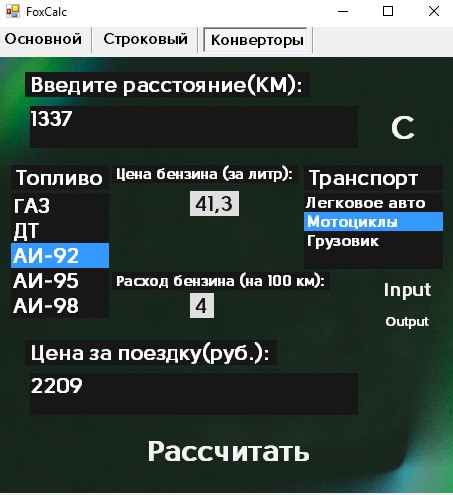 FoxCalc
Основной Строковый Конверторы
Введите расстояние(КМ):
1337
C
Топливо Цена бензина (за литр): Транспорт
ГАЗ 41,3 Легковое авто
ДТ Мотоциклы
АИ-92 Грузовик
АИ-95 Расход бензина (на 100 км): Input
АИ-98 4 Output
Цена за поездку(руб.):
2209
Рассчитать